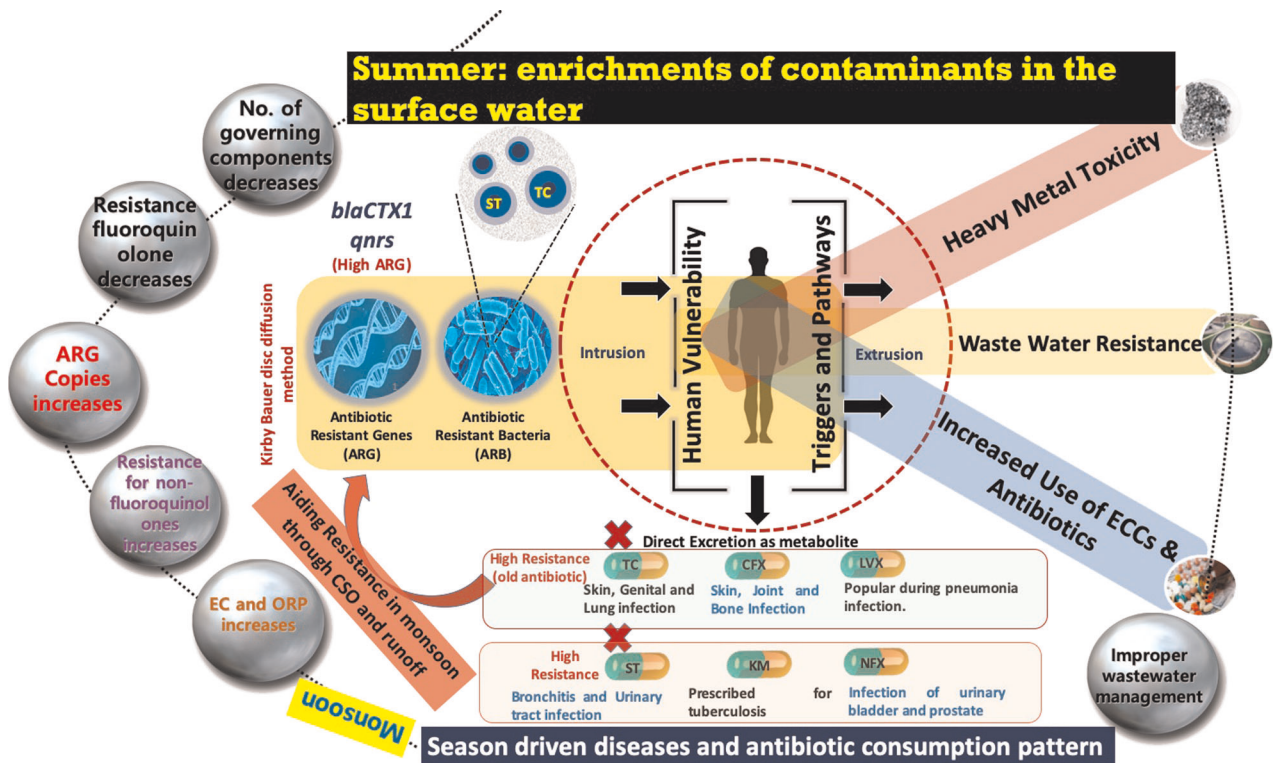 Summer: enrichments of contaminants in the
surface water
No. of
governing
components
decreases
Resistance
fluoroquin
olone
decreases
ARG
Copies
increases
Resistance
for non-
fluoroquinol
ones
increases
EC and ORP
increases
Monsoon
blaCTX1
qnrs
(High ARG)
ST
TC
Kirby Bauer disc diffusion
method
Antibiotic
Resistant Genes
(ARG)
Antibiotic
Resistant Bacteria
(ARB)
Intrusion
Human Vulnerability
Triggers and Pathways
Extrusion
Heavy Metal Toxicity
Waste Water Resistance
Increased Use of ECCs &
Antibiotics
Improper
wastewater
management
Aiding Resistance in monsoon
through CSO and runoff
Direct Excretion as metabolite
High Resistance
(old antibiotic)
TC
Skin, Genital and
Lung infection
CFX
Skin, Joint and
Bone Infection
LVX
Popular during pneumonia
infection.
High
Resistance
ST
Bronchitis and Urinary
tract infection
KM
Prescribed for
tuberculosis
NFX
Infection of urinary
bladder and prostate
Season driven diseases and antibiotic consumption pattern